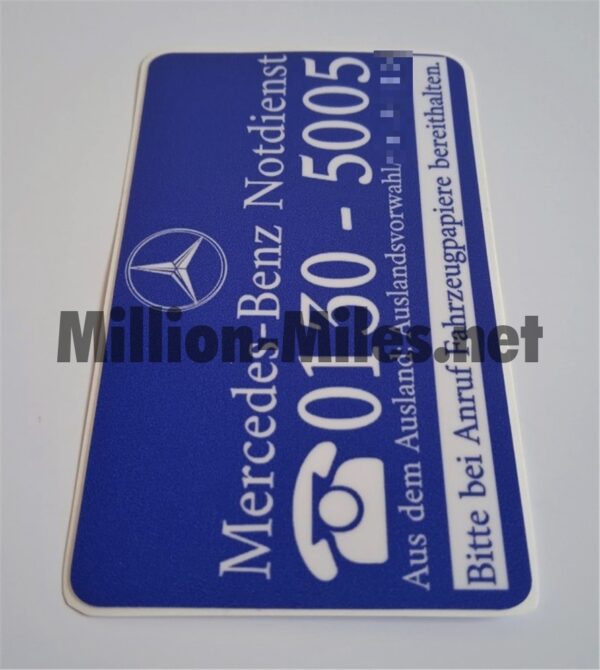 Mercedes-Benz Notdienst
0130 - 5005
Aus dem Ausland: Auslandsvorwahl
Bitte bei Anruf Fahrzeugpapiere bereithalten.
Million-Miles.net